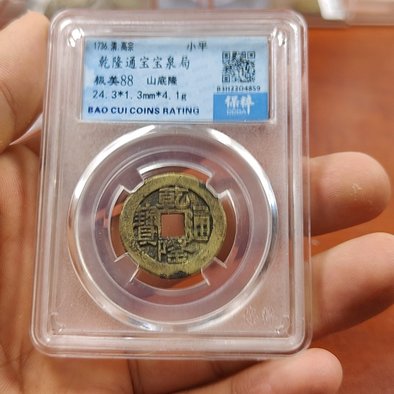 1736.清.高宗 小平
乾隆通宝宝泉局
极美88 山底隆
24.3*1.3mm*4.1g
B3H2204859
保粹
BAO CUI COINS RATING
乾隆通寶